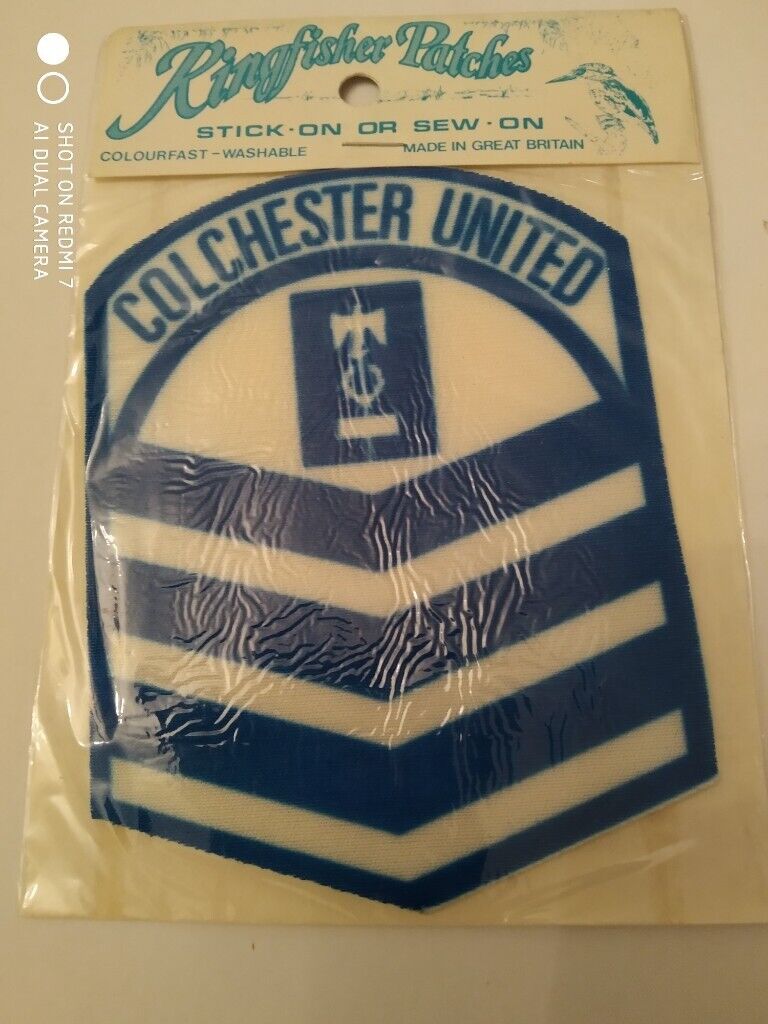 Kingfisher Patches
STICK-ON OR SEW-ON
COLOURFAST-WASHABLE
MADE IN GREAT BRITAIN
COLCHESTER UNITED
SHOT ON REDMI 7
AI DUAL CAMERA